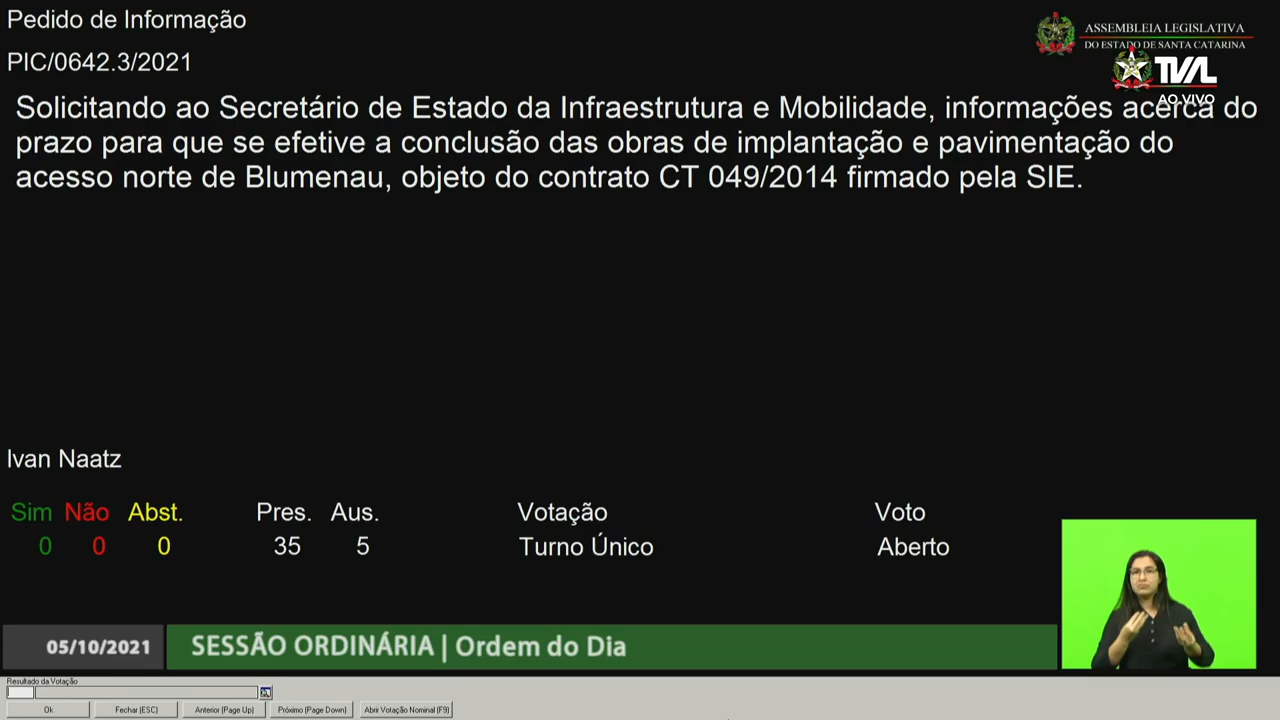 Pedido de Informação
ASSEMBLEIA LEGISLATIVA
DO ESTADO DE SANTA CATARINA
PIC/0642.3/2021
TVAL
AO VIVO
Solicitando ao Secretário de Estado da Infraestrutura e Mobilidade, informações acerca do
prazo para que se efetive a conclusão das obras de implantação e pavimentação do
acesso norte de Blumenau, objeto do contrato CT 049/2014 firmado pela SIE.
Ivan Naatz
Sim Não Abst. Pres. Aus. Votação Voto
0 0 0 35 5 Turno Único Aberto
05/10/2021 SESSÃO ORDINÁRIA | Ordem do Dia
Resultado da Votação
Ok Fechar (ESC) Anterior (Page Up) Próximo (Page Down) Abrir Votação Nominal (F9)